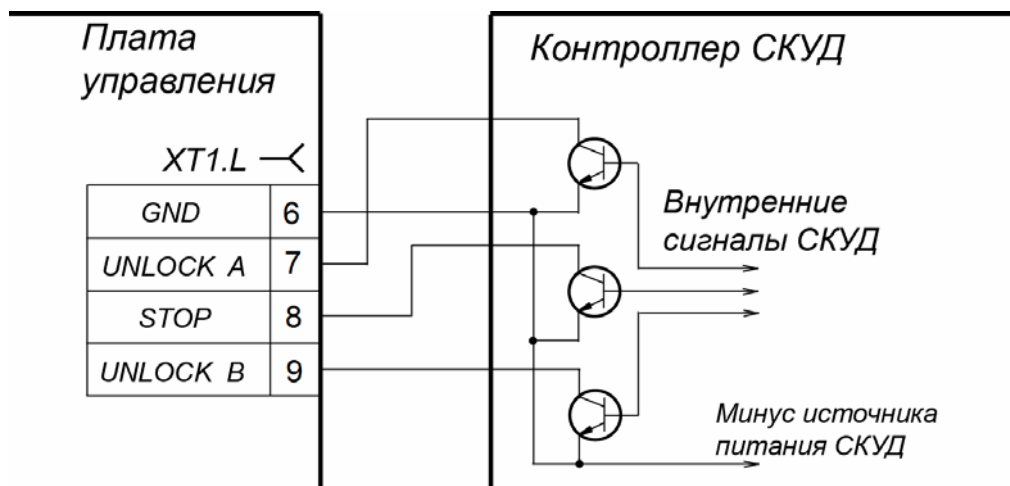 Плата
управления
Контроллер СКУД
XT1.L
GND 6
UNLOCK A 7
STOP 8
UNLOCK B 9
Внутренние
сигналы СКУД
Минус источника
питания СКУД